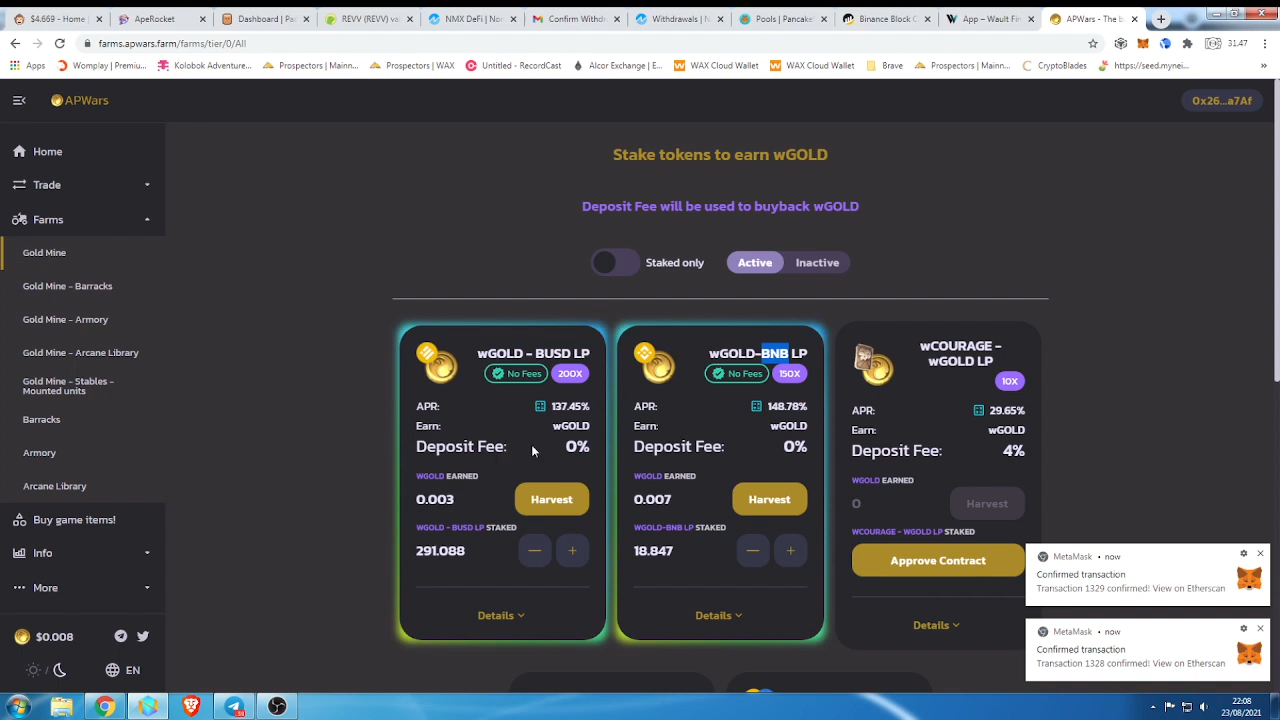 $4.669 - Home | S
ApeRocket
Dashboard | Pa
REVV (REVV) va
NMX DeFi | No
Confirm Withdr
Withdrawals | N
Pools | Pancake
Binance Block C
App – Wault Fin
APWars - The b
farms.apwars.farm/farms/tier/0/All
31.47
Apps
Womplay | Premiu...
Kolobok Adventure...
Prospectors | Mainn...
Prospectors | WAX
Untitled - RecordCast
Alcor Exchange | E...
WAX Cloud Wallet
WAX Cloud Wallet
Prospectors | Mainn...
Brave
CryptoBlades
https://seed.mynei...
APWars
0x26...a7Af
Home
Trade
Farms
Gold Mine
Gold Mine – Barracks
Gold Mine – Armory
Gold Mine – Arcane Library
Gold Mine – Stables –
Mounted units
Barracks
Armory
Arcane Library
Buy game items!
Info
More
$0.008
EN
Stake tokens to earn wGOLD
Deposit Fee will be used to buyback wGOLD
Staked only
Active
Inactive
wGOLD - BUSD LP
No Fees
200X
APR:
137.45%
Earn:
wGOLD
Deposit Fee:
0%
WGOLD EARNED
0.003
Harvest
WGOLD - BUSD LP STAKED
291.088
Details
wGOLD-BNB LP
No Fees
150X
APR:
148.78%
Earn:
wGOLD
Deposit Fee:
0%
WGOLD EARNED
0.007
Harvest
WGOLD-BNB LP STAKED
18.847
Details
wCOURAGE -
wGOLD LP
10X
APR:
29.65%
Earn:
wGOLD
Deposit Fee:
4%
WGOLD EARNED
0
Harvest
WCOURAGE - WGOLD LP STAKED
Approve Contract
Details
MetaMask • now
Confirmed transaction
Transaction 1329 confirmed! View on Etherscan
MetaMask • now
Confirmed transaction
Transaction 1328 confirmed! View on Etherscan
22:08
23/08/2021